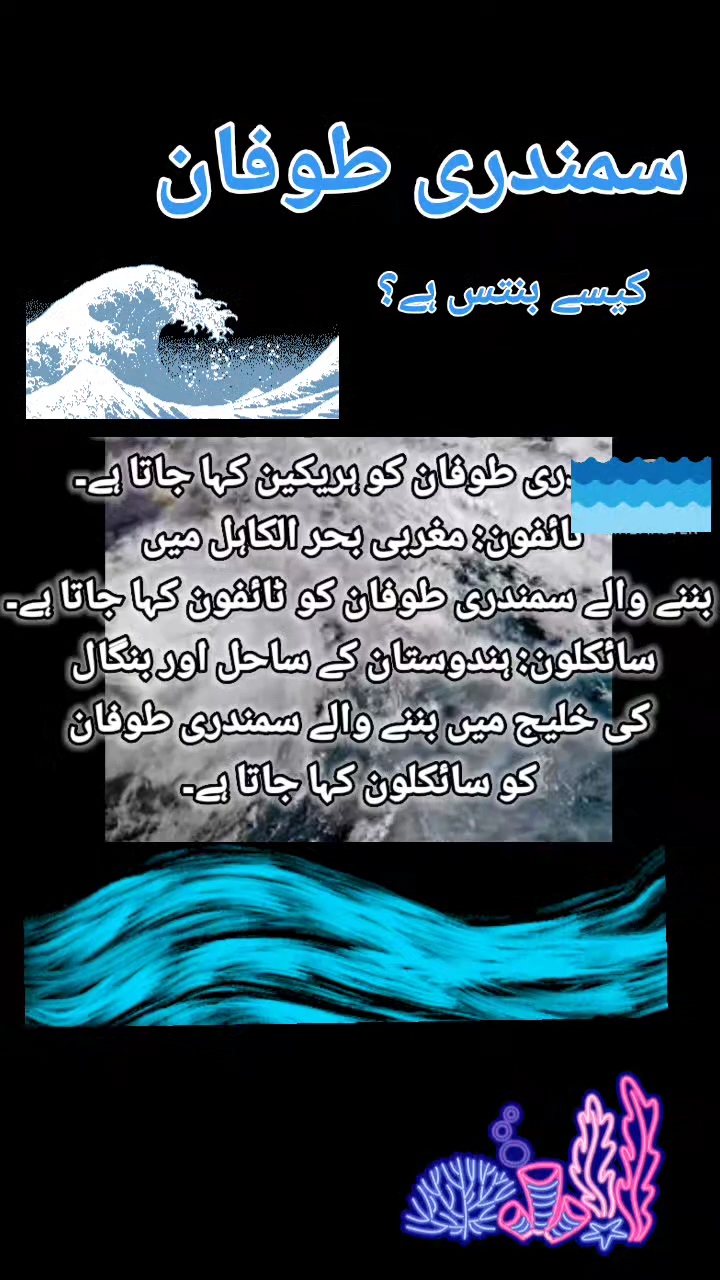 سمندری طوفان
کیسے بنتس ہے؟
طوفان کو ہریکین کہا جاتا ہے۔
ٹائفون: مغربی بحر الکاہل میں
بننے والے سمندری طوفان کو ٹائفون کہا جاتا ہے۔
سائکلون: ہندوستان کے ساحل اور بنگال
کی خلیج میں بننے والے سمندری طوفان
کو سائکلون کہا جاتا ہے۔